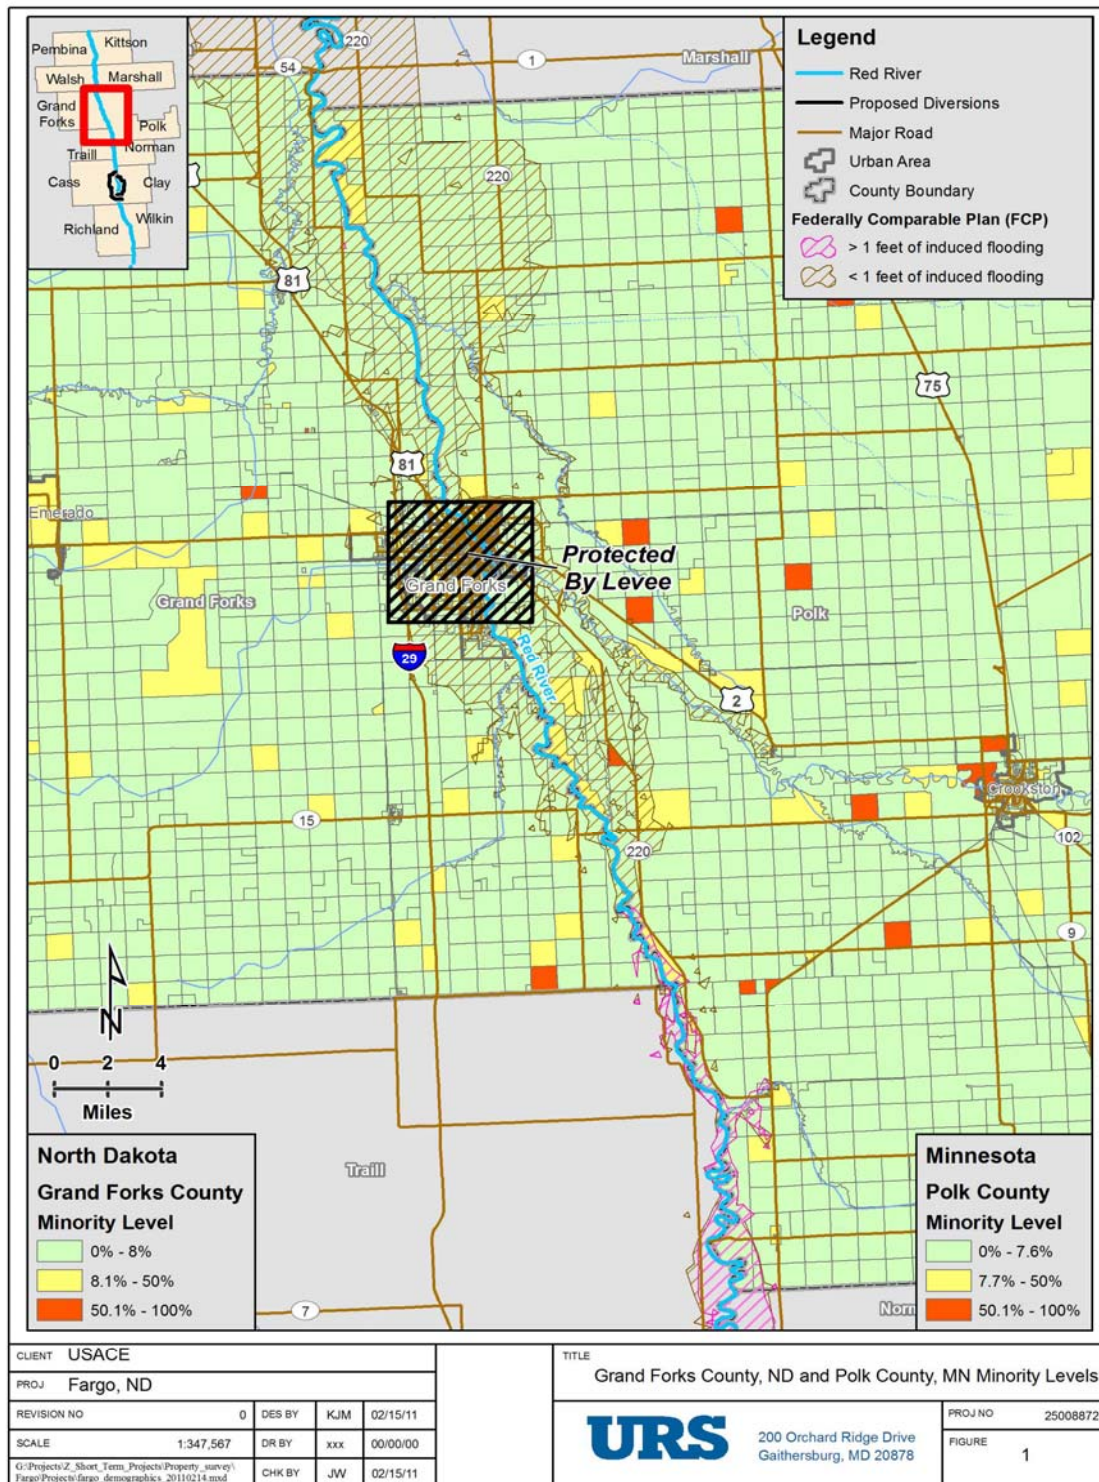 Pembina
Kittson
Walsh
Marshall
Grand
Forks
Polk
Traill
Norman
Cass
Clay
Richland
Wilkin
220
54
1
Marshall
Legend
Red River
Proposed Diversions
Major Road
Urban Area
County Boundary
Federally Comparable Plan (FCP)
> 1 feet of induced flooding
< 1 feet of induced flooding
220
81
75
81
Emerado
Protected
By Levee
Grand Forks
Grand Forks
Polk
29
Red River
2
Crookston
15
220
102
9
N
0 2 4
Miles
Traill
7
Norm
North Dakota
Grand Forks County
Minority Level
0% - 8%
8.1% - 50%
50.1% - 100%
Minnesota
Polk County
Minority Level
0% - 7.6%
7.7% - 50%
50.1% - 100%
CLIENT USACE
PROJ Fargo, ND
REVISION NO 0 DES BY KJM 02/15/11
SCALE 1:347,567 DR BY xxx 00/00/00
G:\Projects\Z_Short_Term_Projects\Property_survey\
Fargo\Projects\fargo_demographics_20110214.mxd
CHK BY JW 02/15/11
TITLE
Grand Forks County, ND and Polk County, MN Minority Levels
URS
200 Orchard Ridge Drive
Gaithersburg, MD 20878
PROJ NO 25008872
FIGURE 1